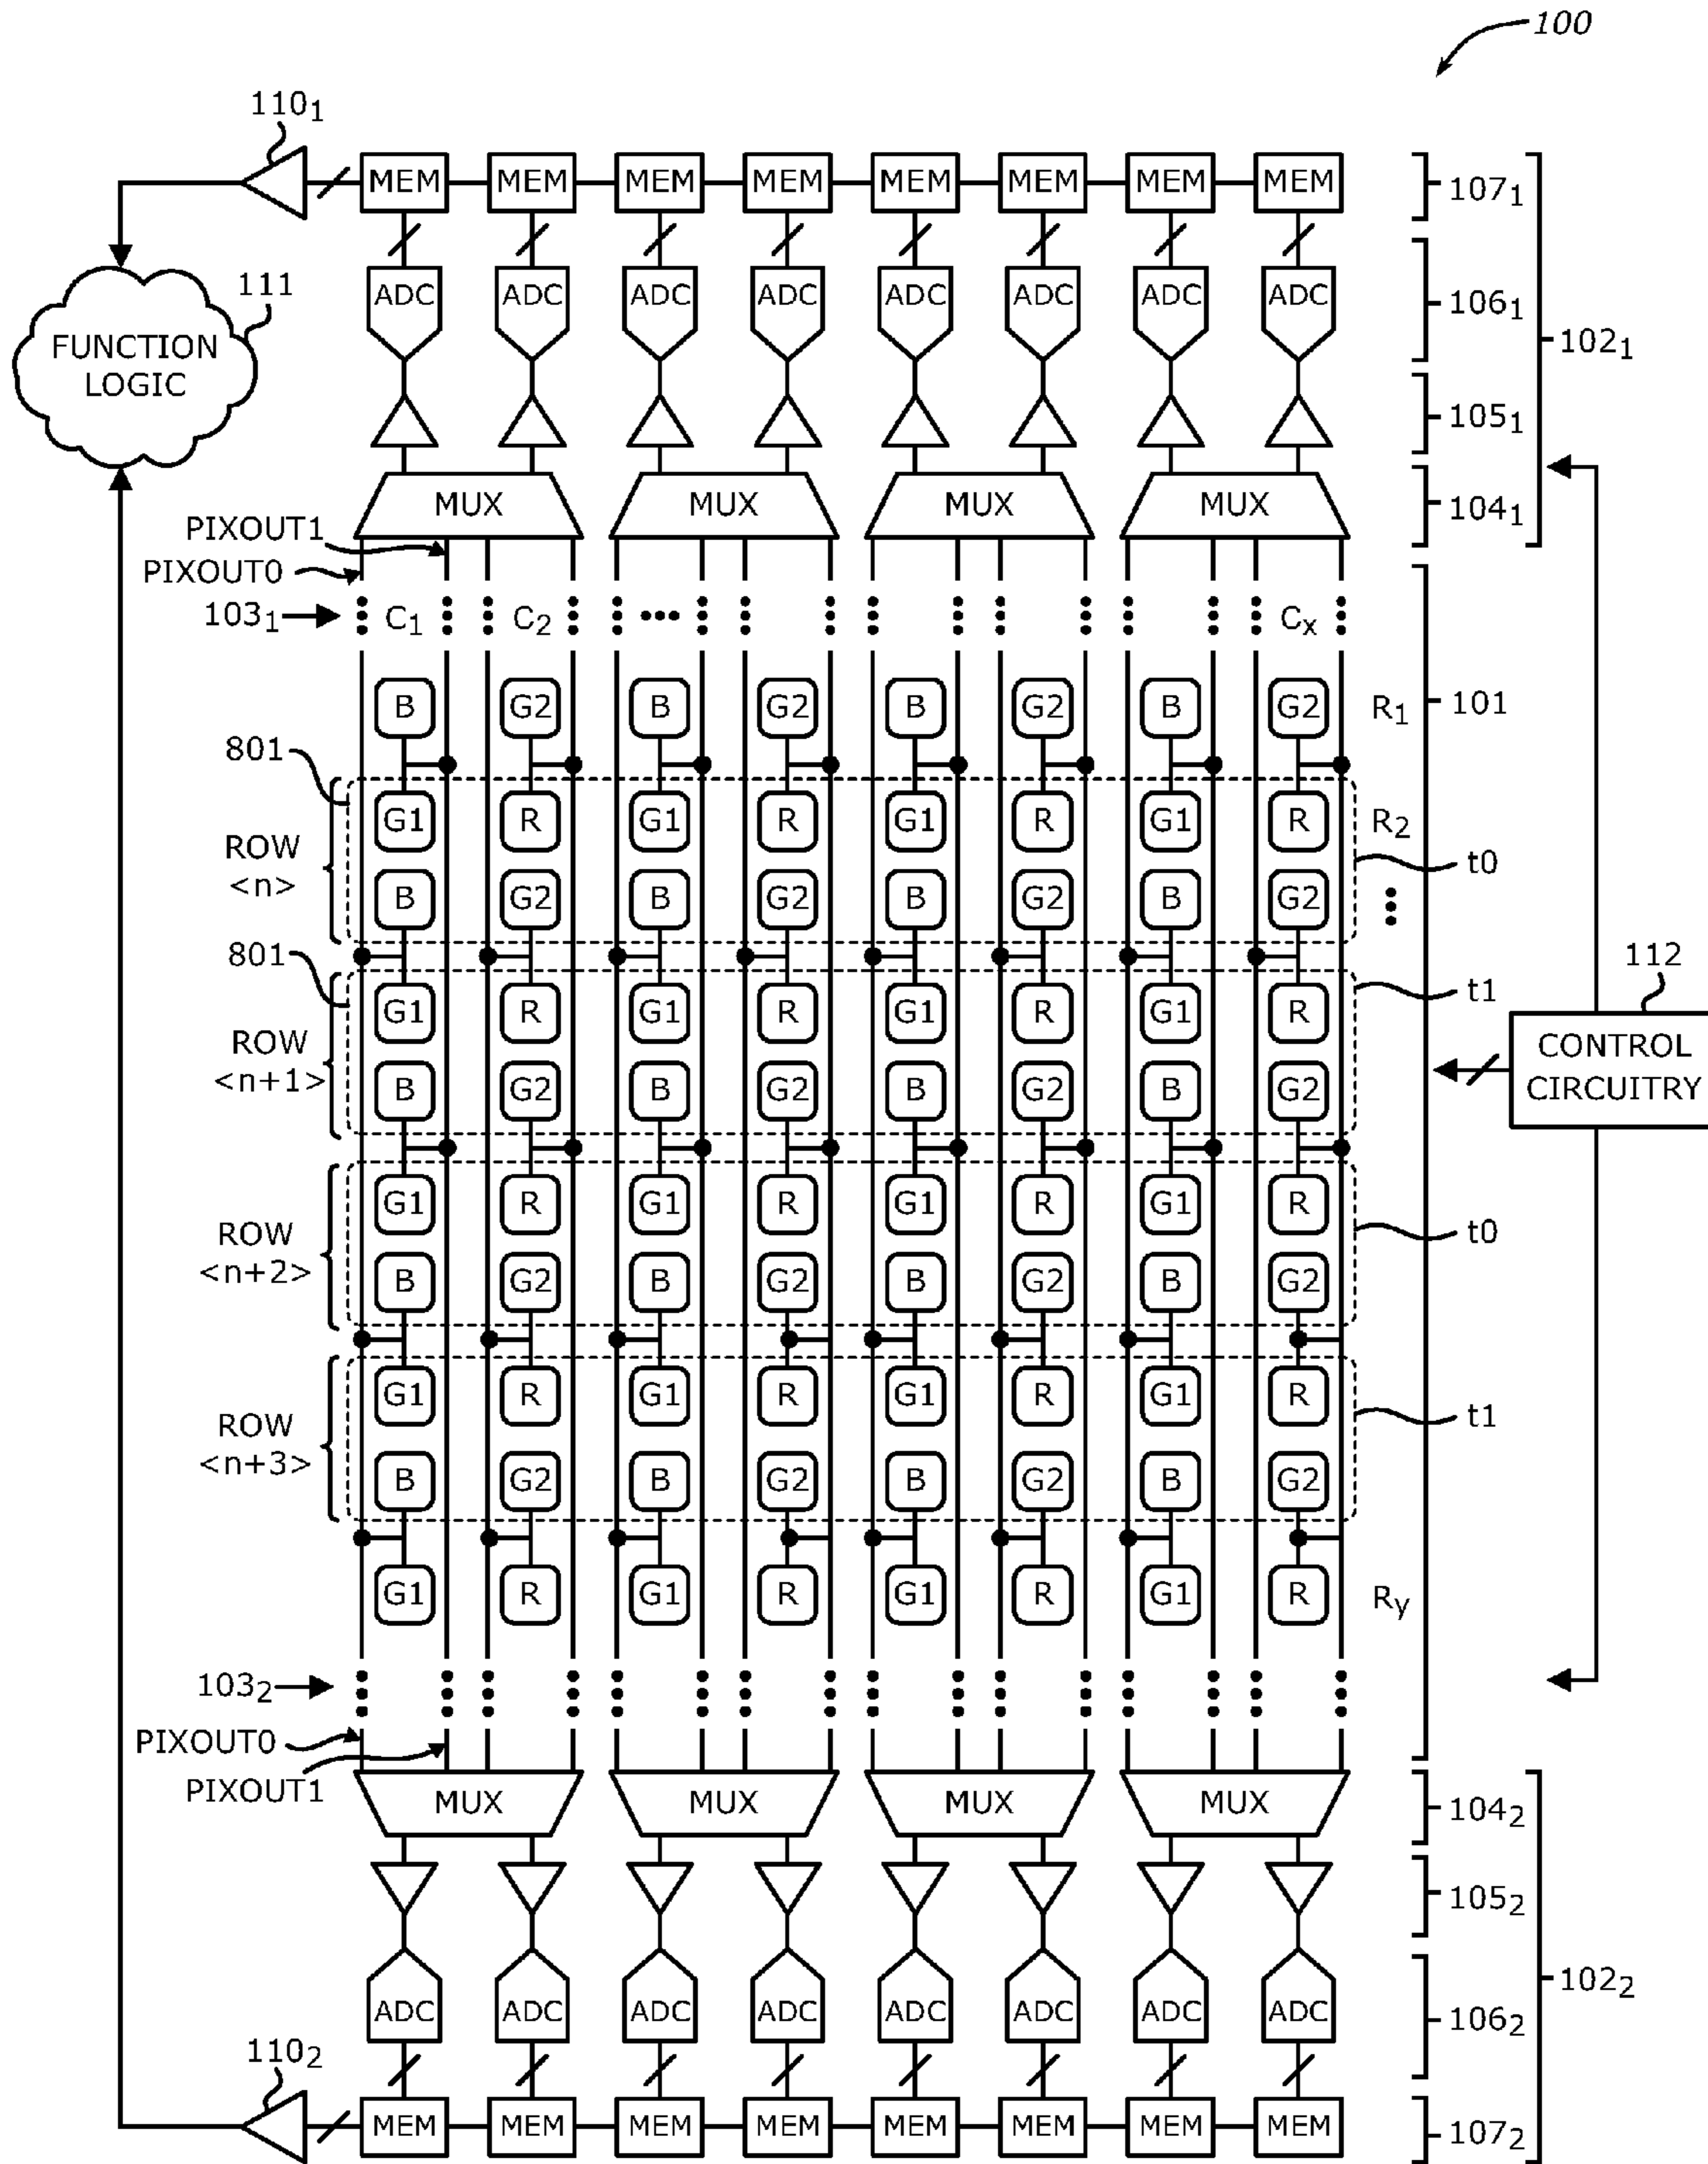 100
110₁
MEM MEM MEM MEM MEM MEM MEM MEM
107₁
ADC ADC ADC ADC ADC ADC ADC ADC
111
106₁
FUNCTION
LOGIC
102₁
105₁
MUX MUX MUX MUX
104₁
PIXOUT1
PIXOUT0
103₁ C₁ C₂ ... Cₓ
B G2 B G2 B G2 B G2 R₁ 101
801
G1 R G1 R G1 R G1 R R₂
ROW
<n>
t0
B G2 B G2 B G2 B G2
801
112
t1
G1 R G1 R G1 R G1 R
ROW
<n+1>
CONTROL
CIRCUITRY
B G2 B G2 B G2 B G2
G1 R G1 R G1 R G1 R
ROW
<n+2>
t0
B G2 B G2 B G2 B G2
G1 R G1 R G1 R G1 R
t1
ROW
<n+3>
B G2 B G2 B G2 B G2
G1 R G1 R G1 R G1 R Ry
103₂
PIXOUT0
PIXOUT1
MUX MUX MUX MUX
104₂
105₂
102₂
ADC ADC ADC ADC ADC ADC ADC ADC
106₂
110₂
MEM MEM MEM MEM MEM MEM MEM MEM
107₂